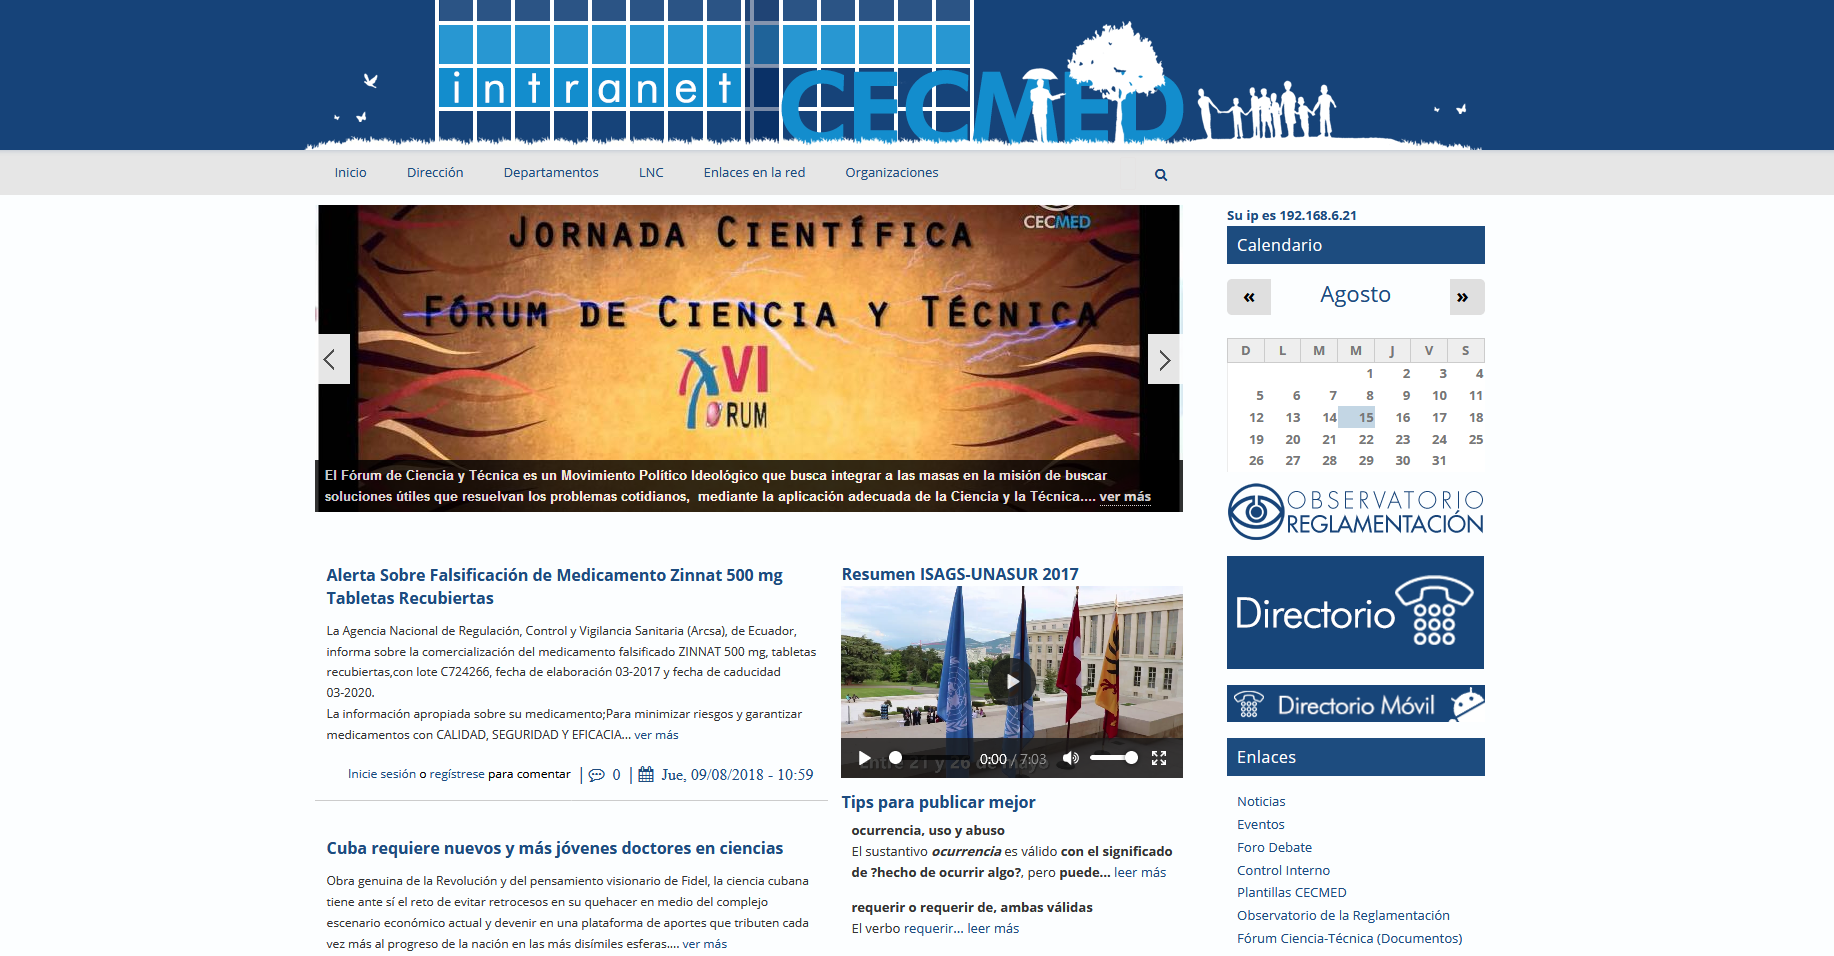 intranet
CECMED
Inicio
Dirección
Departamentos
LNC
Enlaces en la red
Organizaciones
CECMED
JORNADA CIENTÍFICA
FÓRUM DE CIENCIA Y TÉCNICA
XVI
FORUM
El Fórum de Ciencia y Técnica es un Movimiento Político Ideológico que busca integrar a las masas en la misión de buscar
soluciones útiles que resuelvan los problemas cotidianos, mediante la aplicación adecuada de la Ciencia y la Técnica.... ver más
Alerta Sobre Falsificación de Medicamento Zinnat 500 mg
Tabletas Recubiertas
La Agencia Nacional de Regulación, Control y Vigilancia Sanitaria (Arcsa), de Ecuador,
informa sobre la comercialización del medicamento falsificado ZINNAT 500 mg, tabletas
recubiertas,con lote C724266, fecha de elaboración 03-2017 y fecha de caducidad
03-2020.
La información apropiada sobre su medicamento;Para minimizar riesgos y garantizar
medicamentos con CALIDAD, SEGURIDAD Y EFICACIA... ver más
Inicie sesión o regístrese para comentar | 0 | Jue, 09/08/2018 - 10:59
Cuba requiere nuevos y más jóvenes doctores en ciencias
Obra genuina de la Revolución y del pensamiento visionario de Fidel, la ciencia cubana
tiene ante sí el reto de evitar retrocesos en su quehacer en medio del complejo
escenario económico actual y devenir en una plataforma de aportes que tributen cada
vez más al progreso de la nación en las más disímiles esferas.... ver más
Resumen ISAGS-UNASUR 2017
Entre 21 y 26 de Mayo
0:00 / 7:03
Tips para publicar mejor
ocurrencia, uso y abuso
El sustantivo ocurrencia es válido con el significado
de ?hecho de ocurrir algo?, pero puede... leer más
requerir o requerir de, ambas válidas
El verbo requerir... leer más
Su ip es 192.168.6.21
Calendario
« Agosto »
D L M M J V S
1 2 3 4
5 6 7 8 9 10 11
12 13 14 15 16 17 18
19 20 21 22 23 24 25
26 27 28 29 30 31
OBSERVATORIO
REGLAMENTACIÓN
Directorio
Directorio Móvil
Enlaces
Noticias
Eventos
Foro Debate
Control Interno
Plantillas CECMED
Observatorio de la Reglamentación
Fórum Ciencia-Técnica (Documentos)